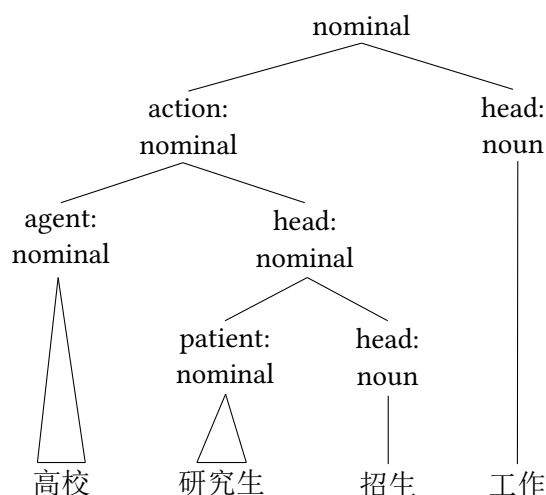 nominal
action: head:
nominal noun
agent: head:
nominal nominal
patient: head:
nominal noun
高校 研究生 招生 工作